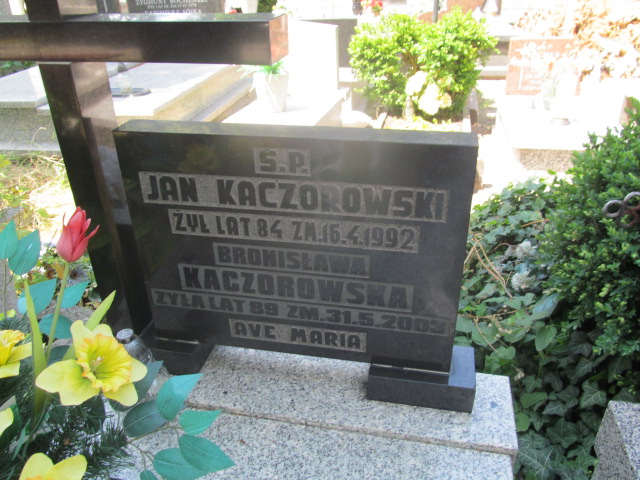 Ś.P.
JAN KACZOROWSKI
ŻYŁ LAT 84 ZM. 16.4.1992
BRONISŁAWA
KACZOROWSKA
ŻYŁA LAT 89 ZM. 31.5.2003
AVE MARIA